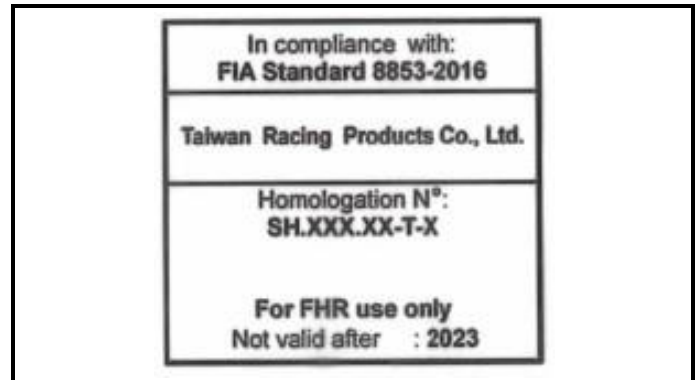 In compliance with:
FIA Standard 8853-2016
Taiwan Racing Products Co., Ltd.
Homologation N°:
SH.XXX.XX-T-X
For FHR use only
Not valid after : 2023